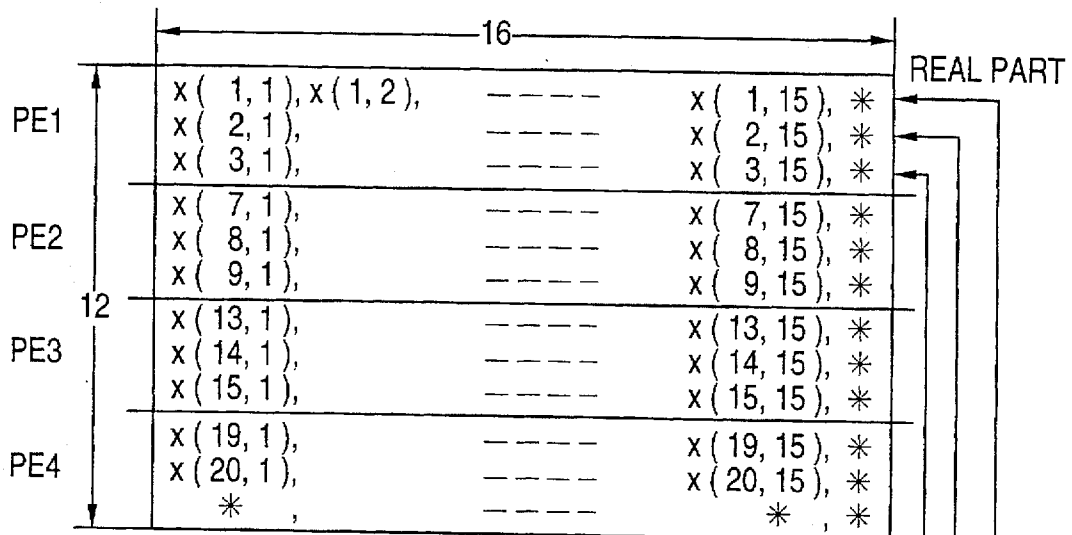 16
REAL PART
PE1
x ( 1, 1 ), x ( 1, 2 ), ---- x ( 1, 15 ), *
x ( 2, 1 ), ---- x ( 2, 15 ), *
x ( 3, 1 ), ---- x ( 3, 15 ), *
PE2
x ( 7, 1 ), ---- x ( 7, 15 ), *
x ( 8, 1 ), ---- x ( 8, 15 ), *
x ( 9, 1 ), ---- x ( 9, 15 ), *
12
PE3
x ( 13, 1 ), ---- x ( 13, 15 ), *
x ( 14, 1 ), ---- x ( 14, 15 ), *
x ( 15, 1 ), ---- x ( 15, 15 ), *
PE4
x ( 19, 1 ), ---- x ( 19, 15 ), *
x ( 20, 1 ), ---- x ( 20, 15 ), *
* , ---- * , *